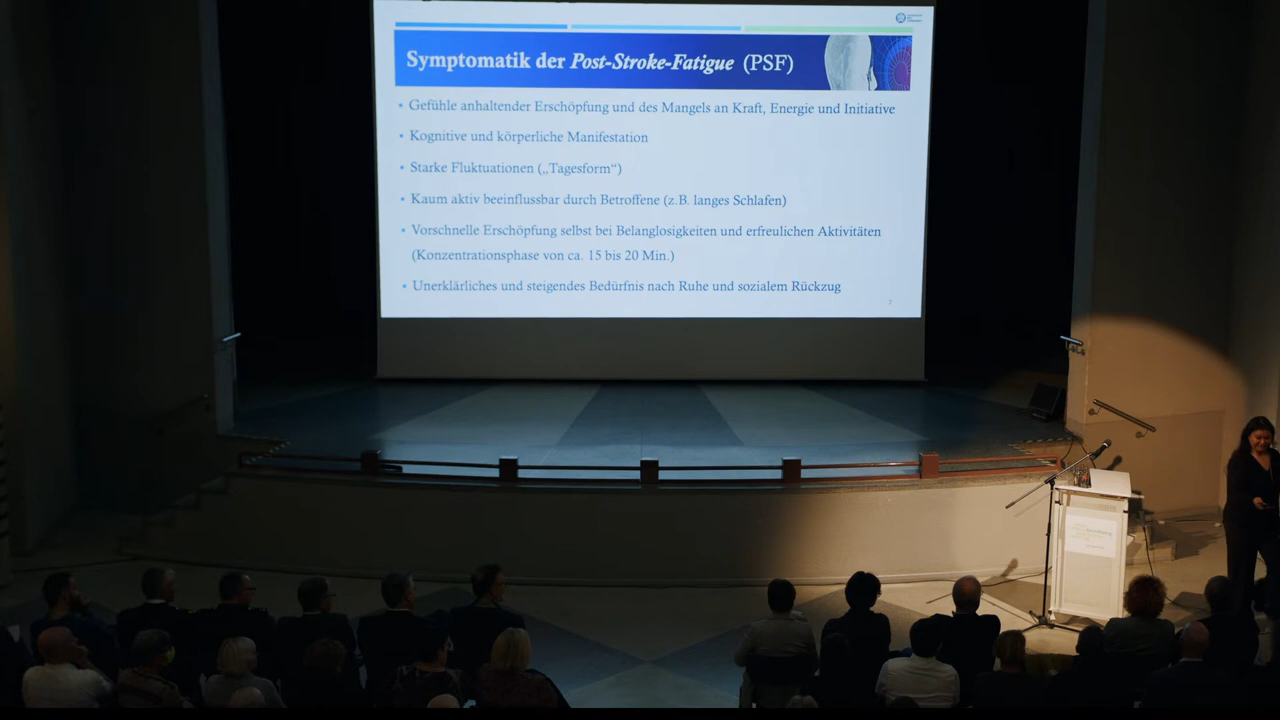 Symptomatik der Post-Stroke-Fatigue (PSF)
• Gefühle anhaltender Erschöpfung und des Mangels an Kraft, Energie und Initiative
• Kognitive und körperliche Manifestation
• Starke Fluktuationen („Tagesform“)
• Kaum aktiv beeinflussbar durch Betroffene (z.B. langes Schlafen)
• Vorschnelle Erschöpfung selbst bei Belanglosigkeiten und erfreulichen Aktivitäten
(Konzentrationsphase von ca. 15 bis 20 Min.)
• Unerklärliches und steigendes Bedürfnis nach Ruhe und sozialem Rückzug